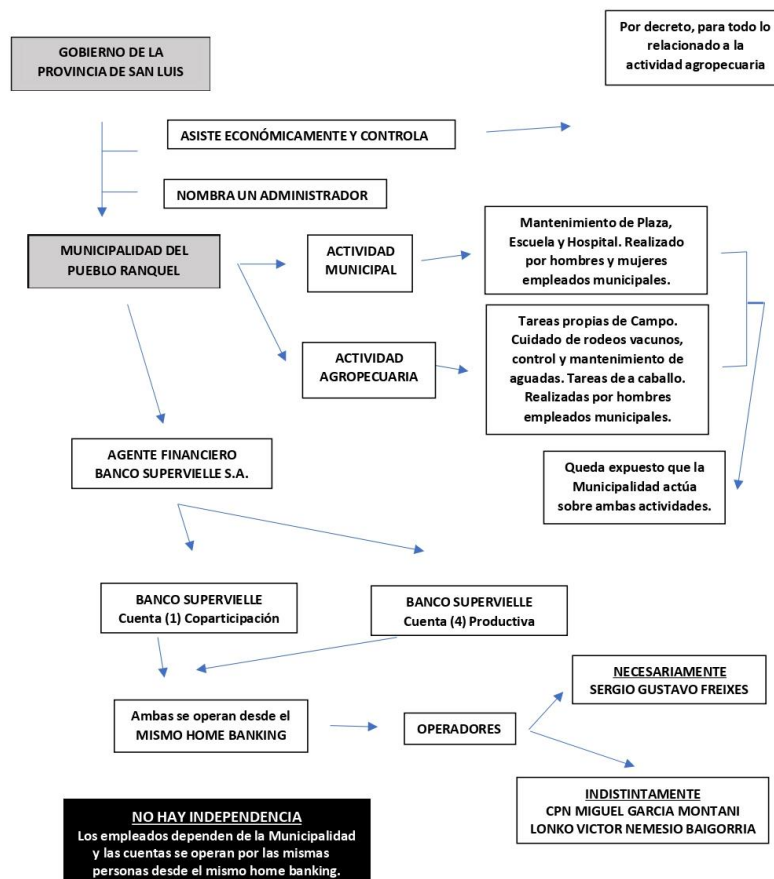 GOBIERNO DE LA
PROVINCIA DE SAN LUIS
Por decreto, para todo lo
relacionado a la
actividad agropecuaria
ASISTE ECONÓMICAMENTE Y CONTROLA
NOMBRA UN ADMINISTRADOR
MUNICIPALIDAD DEL
PUEBLO RANQUEL
ACTIVIDAD
MUNICIPAL
Mantenimiento de Plaza,
Escuela y Hospital. Realizado
por hombres y mujeres
empleados municipales.
ACTIVIDAD
AGROPECUARIA
Tareas propias de Campo.
Cuidado de rodeos vacunos,
control y mantenimiento de
aguadas. Tareas de a caballo.
Realizadas por hombres
empleados municipales.
AGENTE FINANCIERO
BANCO SUPERVIELLE S.A.
Queda expuesto que la
Municipalidad actúa
sobre ambas actividades.
BANCO SUPERVIELLE
Cuenta (1) Coparticipación
BANCO SUPERVIELLE
Cuenta (4) Productiva
Ambas se operan desde el
MISMO HOME BANKING
OPERADORES
NECESARIAMENTE
SERGIO GUSTAVO FREIXES
INDISTINTAMENTE
CPN MIGUEL GARCIA MONTANI
LONKO VICTOR NEMESIO BAIGORRIA
NO HAY INDEPENDENCIA
Los empleados dependen de la Municipalidad
y las cuentas se operan por las mismas
personas desde el mismo home banking.